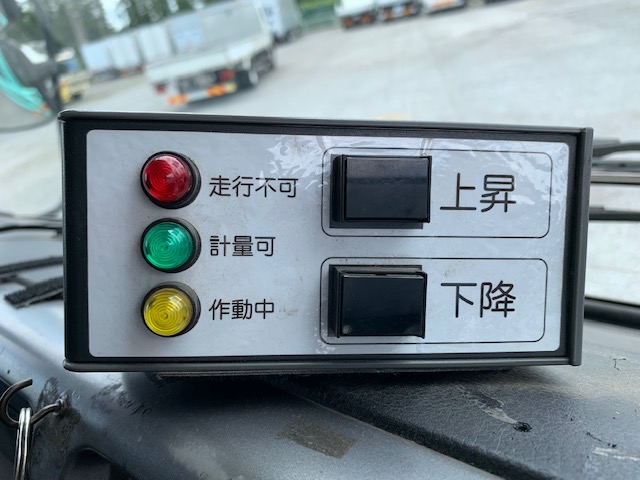 走行不可
計量可
作動中
上昇
下降